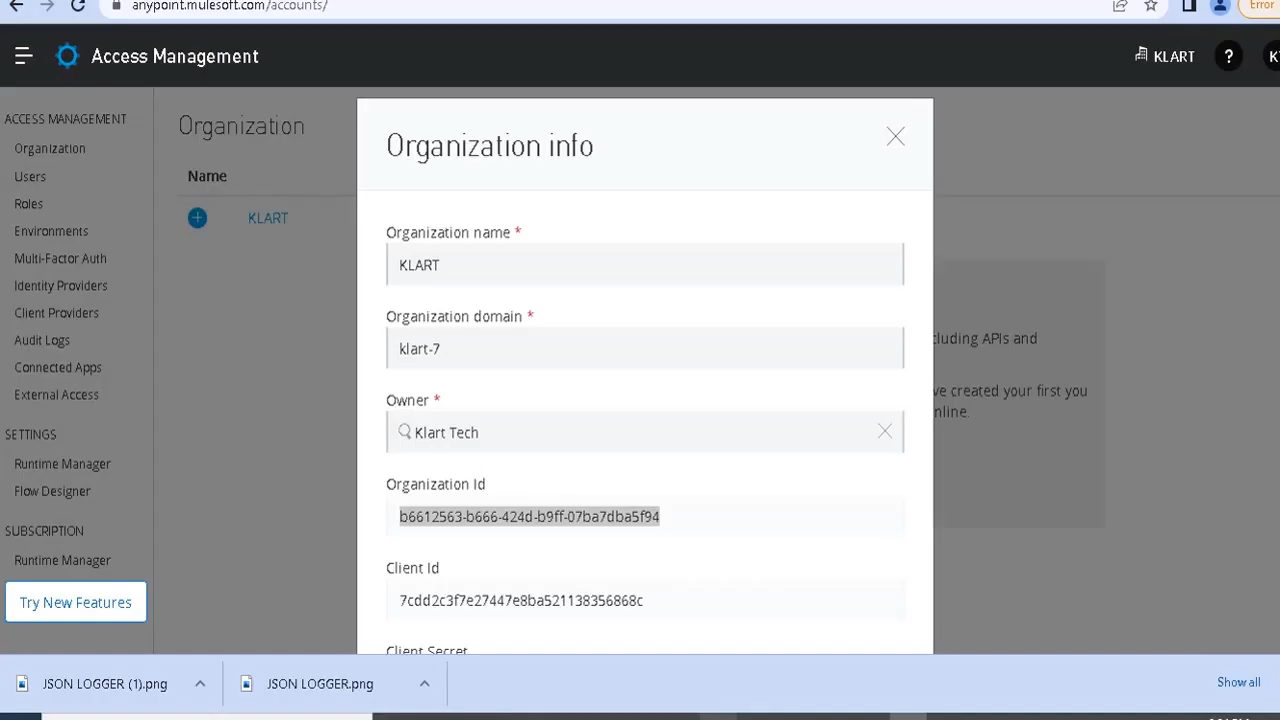 anypoint.mulesoft.com/accounts/
Error
Access Management
KLART
?
ACCESS MANAGEMENT
Organization
Users
Roles
Environments
Multi-Factor Auth
Identity Providers
Client Providers
Audit Logs
Connected Apps
External Access
SETTINGS
Runtime Manager
Flow Designer
SUBSCRIPTION
Runtime Manager
Try New Features
Organization
Name
KLART
Organization info
Organization name *
KLART
Organization domain *
klart-7
Owner *
Klart Tech
Organization Id
b6612563-b666-424d-b9ff-07ba7dba5f94
Client Id
7cdd2c3f7e27447e8ba521138356868c
Client Secret
cluding APIs and
ve created your first you
nline.
JSON LOGGER (1).png
JSON LOGGER.png
Show all